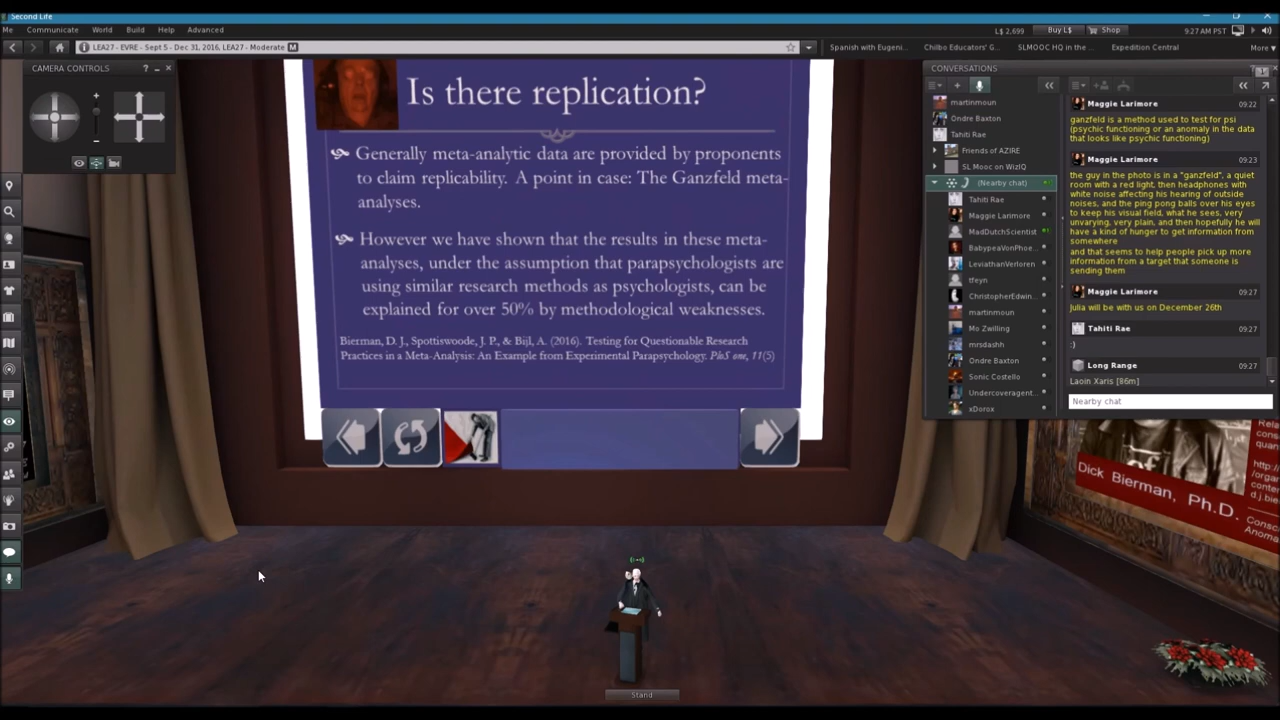 Second Life
Me Communicate World Build Help Advanced
L$ 2,699 Buy L$ Shop 9:27 AM PST
LEA27 - EVRE - Sept 5 - Dec 31, 2016, LEA27 - Moderate M
Spanish with Eugeni... Chilbo Educators' G... SLMOOC HQ in the ... Expedition Central More
CAMERA CONTROLS ? _ ×
CONVERSATIONS
Is there replication?
Generally meta-analytic data are provided by proponents
to claim replicability. A point in case: The Ganzfeld meta-
analyses.
However we have shown that the results in these meta-
analyses, under the assumption that parapsychologists are
using similar research methods as psychologists, can be
explained for over 50% by methodological weaknesses.
Bierman, D. J., Spottiswoode, J. P., & Bijl, A. (2016). Testing for Questionable Research
Practices in a Meta-Analysis: An Example from Experimental Parapsychology. PloS one, 11(5)
martinmoun
Ondre Baxton
Tahiti Rae
Friends of AZIRE
SL Mooc on WizIQ
(Nearby chat)
Tahiti Rae
Maggie Larimore
MadDutchScientist
BabypeaVonPhoe...
LeviathanVerloren
tfeyn
ChristopherEdwin...
martinmoun
Mo Zwilling
mrsdashh
Ondre Baxton
Sonic Costello
Undercoveragent...
xDorox
Maggie Larimore 09:22
ganzfeld is a method used to test for psi
(psychic functioning or an anomaly in the data
that looks like psychic functioning)
Maggie Larimore 09:23
the guy in the photo is in a "ganzfeld", a quiet
room with a red light, then headphones with
white noise affecting his hearing of outside
noises, and the ping pong balls over his eyes
to keep his visual field, what he sees, very
unvarying, very plain, and then hopefully he will
have a kind of hunger to get information from
somewhere
and that seems to help people pick up more
information from a target that someone is
sending them
Maggie Larimore 09:27
Julia will be with us on December 26th
Tahiti Rae 09:27
:)
Long Range 09:27
Laoin Xaris [86m]
Nearby chat
Dick Bierman, Ph.D.
Stand